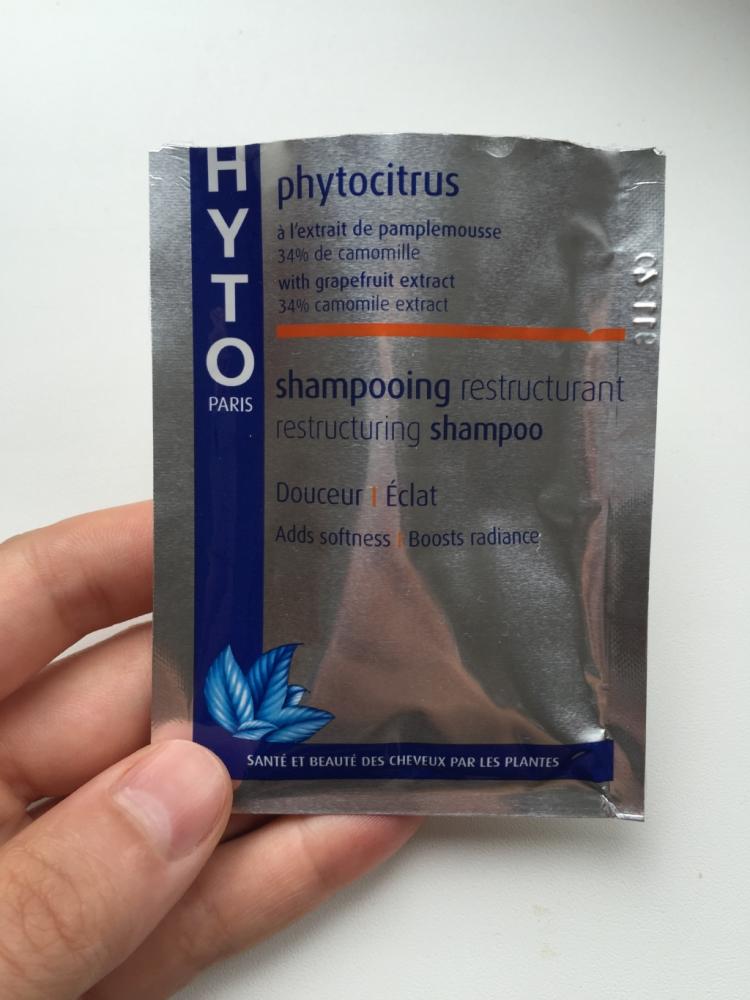 HYTO
PARIS
phytocitrus
à l'extrait de pamplemousse
34% de camomille
with grapefruit extract
34% camomile extract
shampooing restructurant
restructuring shampoo
Douceur | Éclat
Adds softness | Boosts radiance
SANTÉ ET BEAUTÉ DES CHEVEUX PAR LES PLANTES